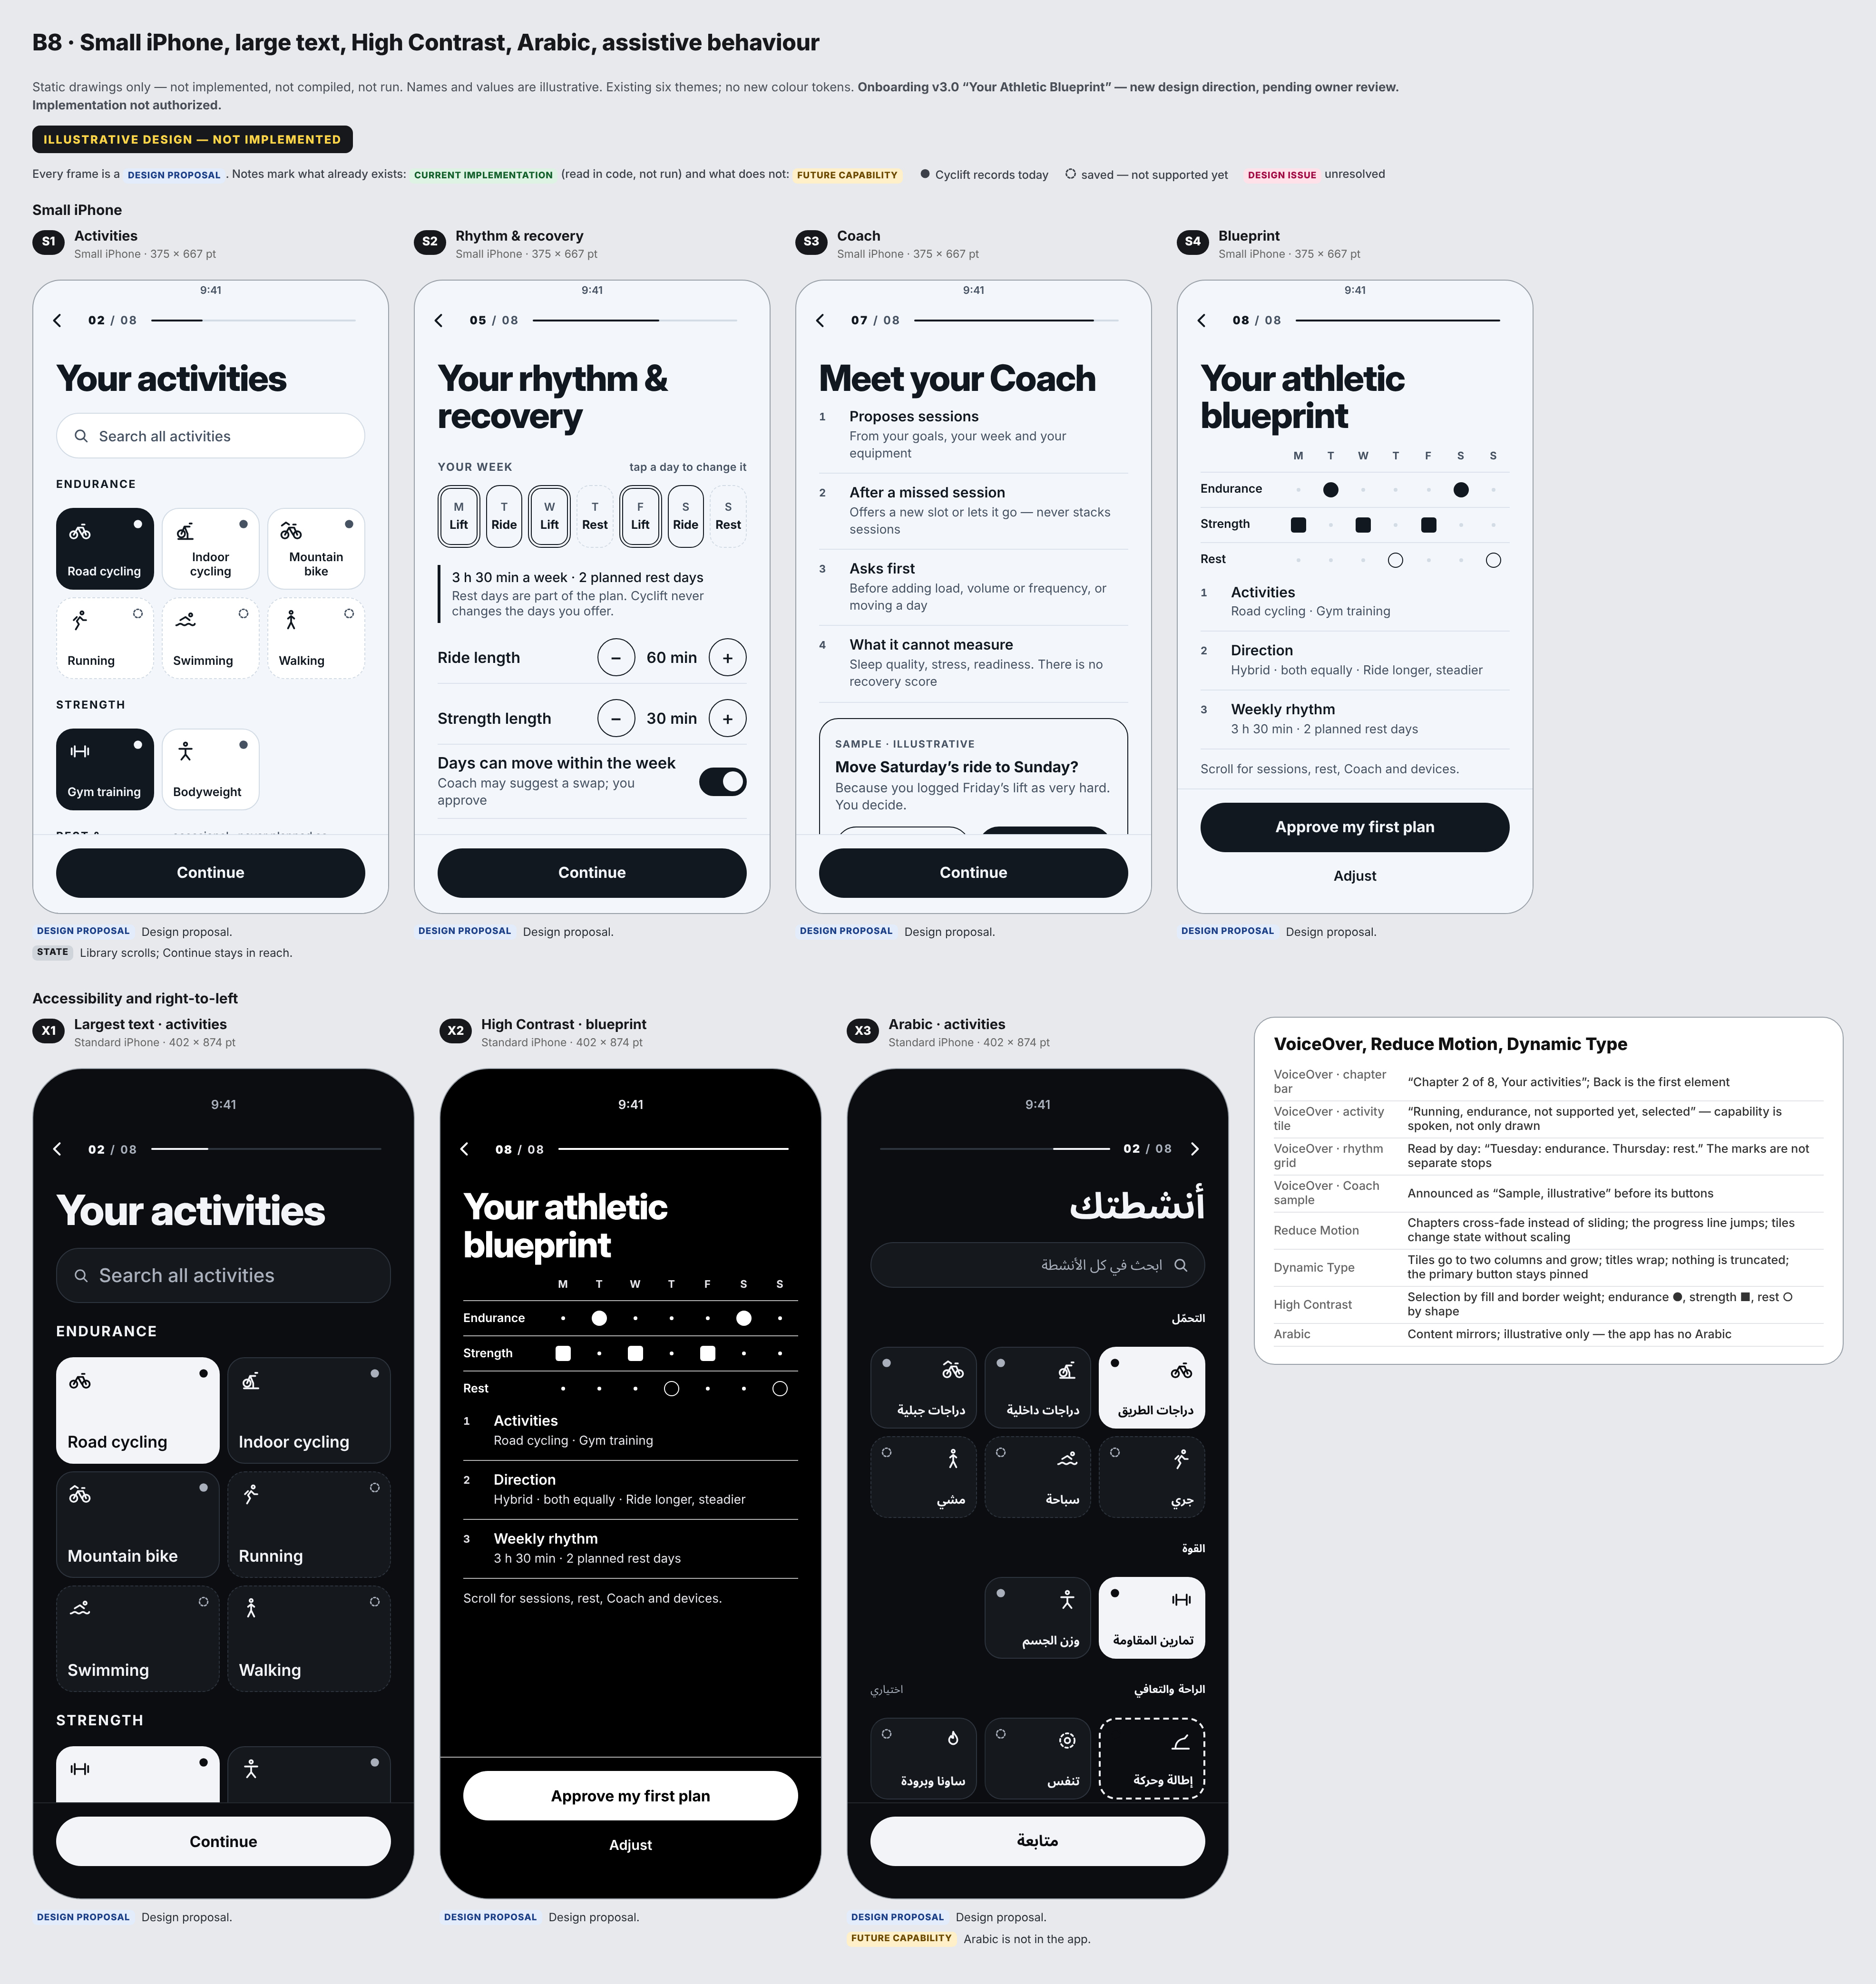 B8 · Small iPhone, large text, High Contrast, Arabic, assistive behaviour
Static drawings only — not implemented, not compiled, not run. Names and values are illustrative. Existing six themes; no new colour tokens. Onboarding v3.0 “Your Athletic Blueprint” — new design direction, pending owner review.
Implementation not authorized.
ILLUSTRATIVE DESIGN — NOT IMPLEMENTED
Every frame is a DESIGN PROPOSAL . Notes mark what already exists: CURRENT IMPLEMENTATION (read in code, not run) and what does not: FUTURE CAPABILITY Cyclift records today saved — not supported yet DESIGN ISSUE unresolved
Small iPhone
S1 Activities
Small iPhone · 375 × 667 pt
9:41
02 / 08
Your activities
Search all activities
ENDURANCE
Road cycling
Indoor
cycling
Mountain
bike
Running
Swimming
Walking
STRENGTH
Gym training
Bodyweight
Continue
DESIGN PROPOSAL Design proposal.
STATE Library scrolls; Continue stays in reach.
S2 Rhythm & recovery
Small iPhone · 375 × 667 pt
9:41
05 / 08
Your rhythm &
recovery
YOUR WEEK tap a day to change it
M T W T F S S
Lift Ride Lift Rest Lift Ride Rest
3 h 30 min a week · 2 planned rest days
Rest days are part of the plan. Cyclift never
changes the days you offer.
Ride length − 60 min +
Strength length − 30 min +
Days can move within the week
Coach may suggest a swap; you
approve
Continue
DESIGN PROPOSAL Design proposal.
S3 Coach
Small iPhone · 375 × 667 pt
9:41
07 / 08
Meet your Coach
1 Proposes sessions
From your goals, your week and your
equipment
2 After a missed session
Offers a new slot or lets it go — never stacks
sessions
3 Asks first
Before adding load, volume or frequency, or
moving a day
4 What it cannot measure
Sleep quality, stress, readiness. There is no
recovery score
SAMPLE · ILLUSTRATIVE
Move Saturday’s ride to Sunday?
Because you logged Friday’s lift as very hard.
You decide.
Continue
DESIGN PROPOSAL Design proposal.
S4 Blueprint
Small iPhone · 375 × 667 pt
9:41
08 / 08
Your athletic
blueprint
M T W T F S S
Endurance
Strength
Rest
1 Activities
Road cycling · Gym training
2 Direction
Hybrid · both equally · Ride longer, steadier
3 Weekly rhythm
3 h 30 min · 2 planned rest days
Scroll for sessions, rest, Coach and devices.
Approve my first plan
Adjust
DESIGN PROPOSAL Design proposal.
Accessibility and right-to-left
X1 Largest text · activities
Standard iPhone · 402 × 874 pt
9:41
02 / 08
Your activities
Search all activities
ENDURANCE
Road cycling
Indoor cycling
Mountain bike
Running
Swimming
Walking
STRENGTH
Continue
DESIGN PROPOSAL Design proposal.
X2 High Contrast · blueprint
Standard iPhone · 402 × 874 pt
9:41
08 / 08
Your athletic
blueprint
M T W T F S S
Endurance
Strength
Rest
1 Activities
Road cycling · Gym training
2 Direction
Hybrid · both equally · Ride longer, steadier
3 Weekly rhythm
3 h 30 min · 2 planned rest days
Scroll for sessions, rest, Coach and devices.
Approve my first plan
Adjust
DESIGN PROPOSAL Design proposal.
X3 Arabic · activities
Standard iPhone · 402 × 874 pt
9:41
02 / 08
أنشطتك
ابحث في كل الأنشطة
التحمّل
دراجات الطريق
دراجات داخلية
دراجات جبلية
جري
سباحة
مشي
القوة
تمارين المقاومة
وزن الجسم
الراحة والتعافي اختياري
إطالة وحركة
تنفس
ساونا وبرودة
متابعة
DESIGN PROPOSAL Design proposal.
FUTURE CAPABILITY Arabic is not in the app.
VoiceOver, Reduce Motion, Dynamic Type
VoiceOver · chapter
bar
“Chapter 2 of 8, Your activities”; Back is the first element
VoiceOver · activity
tile
“Running, endurance, not supported yet, selected” — capability is
spoken, not only drawn
VoiceOver · rhythm
grid
Read by day: “Tuesday: endurance. Thursday: rest.” The marks are not
separate stops
VoiceOver · Coach
sample
Announced as “Sample, illustrative” before its buttons
Reduce Motion
Chapters cross-fade instead of sliding; the progress line jumps; tiles
change state without scaling
Dynamic Type
Tiles go to two columns and grow; titles wrap; nothing is truncated;
the primary button stays pinned
High Contrast
Selection by fill and border weight; endurance ●, strength ■, rest ○
by shape
Arabic
Content mirrors; illustrative only — the app has no Arabic